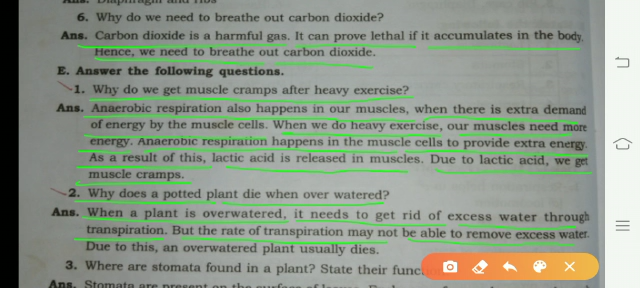 Ans. Diaphragm and ribs
6. Why do we need to breathe out carbon dioxide?
Ans. Carbon dioxide is a harmful gas. It can prove lethal if it accumulates in the body.
Hence, we need to breathe out carbon dioxide.
E. Answer the following questions.
1. Why do we get muscle cramps after heavy exercise?
Ans. Anaerobic respiration also happens in our muscles, when there is extra demand
of energy by the muscle cells. When we do heavy exercise, our muscles need more
energy. Anaerobic respiration happens in the muscle cells to provide extra energy.
As a result of this, lactic acid is released in muscles. Due to lactic acid, we get
muscle cramps.
2. Why does a potted plant die when over watered?
Ans. When a plant is overwatered, it needs to get rid of excess water through
transpiration. But the rate of transpiration may not be able to remove excess water.
Due to this, an overwatered plant usually dies.
3. Where are stomata found in a plant? State their
Ans. Stomata are present on the surface of leaves.